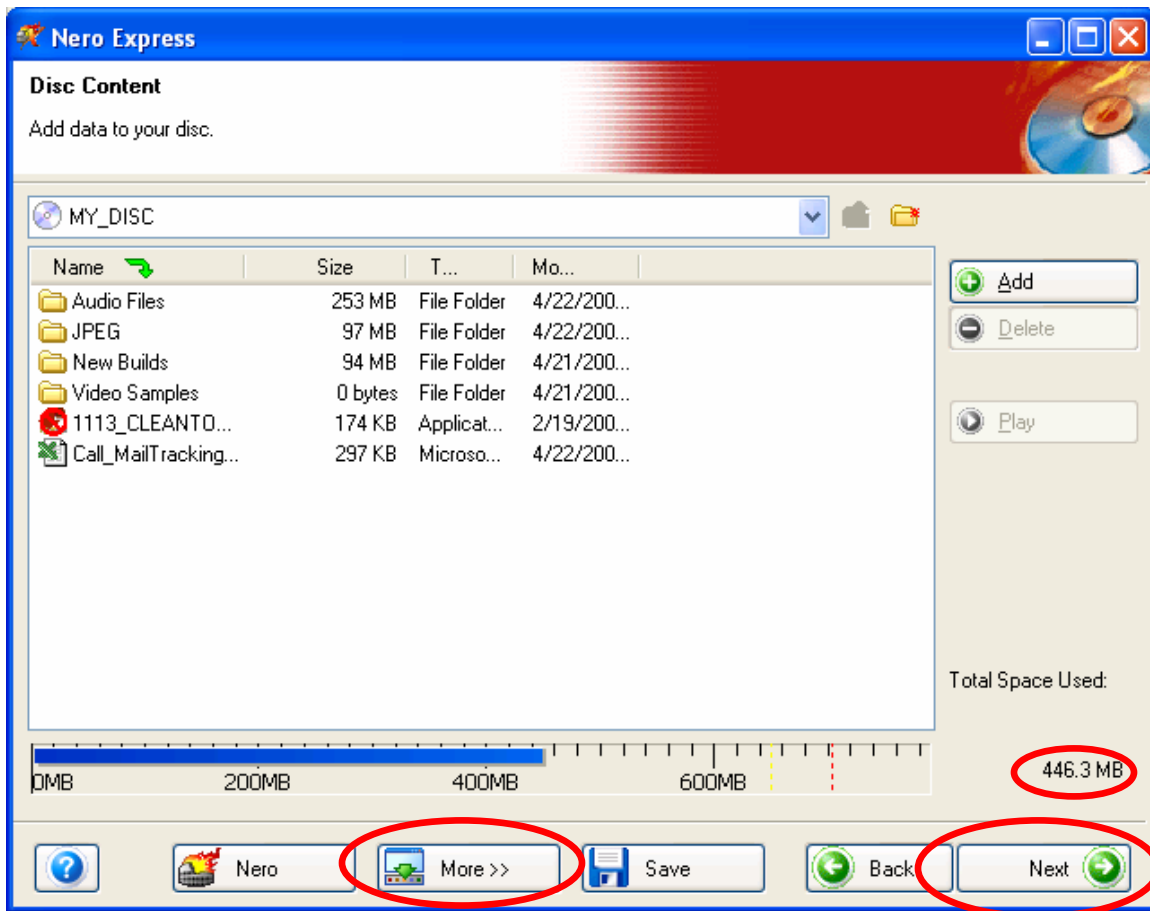 Nero Express
Disc Content
Add data to your disc.
MY_DISC
Name Size T... Mo...
Audio Files 253 MB File Folder 4/22/200...
JPEG 97 MB File Folder 4/22/200...
New Builds 94 MB File Folder 4/21/200...
Video Samples 0 bytes File Folder 4/21/200...
1113_CLEANTO... 174 KB Applicat... 2/19/200...
Call_MailTracking... 297 KB Microso... 4/22/200...
Add
Delete
Play
Total Space Used:
446.3 MB
0MB 200MB 400MB 600MB
? Nero More >> Save Back Next